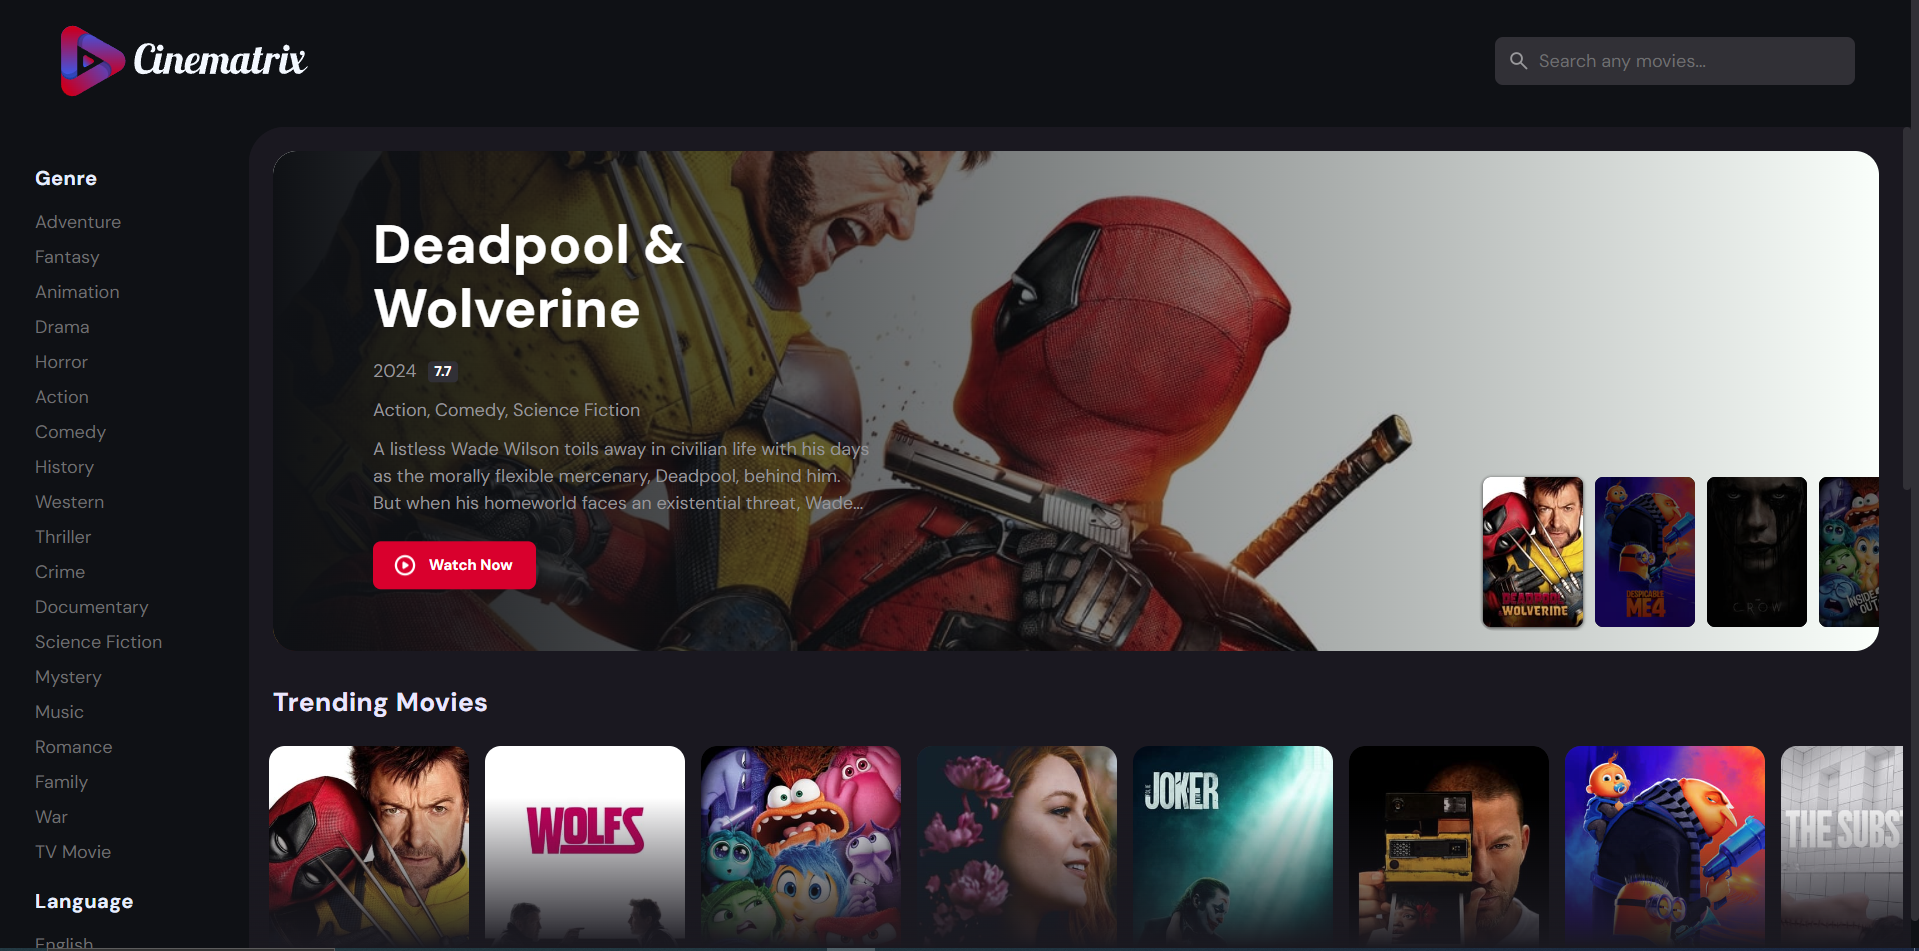 Cinematrix
Search any movies...
Genre
Adventure
Fantasy
Animation
Drama
Horror
Action
Comedy
History
Western
Thriller
Crime
Documentary
Science Fiction
Mystery
Music
Romance
Family
War
TV Movie
Language
English
Deadpool &
Wolverine
2024 7.7
Action, Comedy, Science Fiction
A listless Wade Wilson toils away in civilian life with his days
as the morally flexible mercenary, Deadpool, behind him.
But when his homeworld faces an existential threat, Wade...
Watch Now
DEADPOOL
WOLVERINE
DESPICABLE
ME4
CROW
INSIDE
OUT
Trending Movies
WOLFS
JOKER
THE SUBS